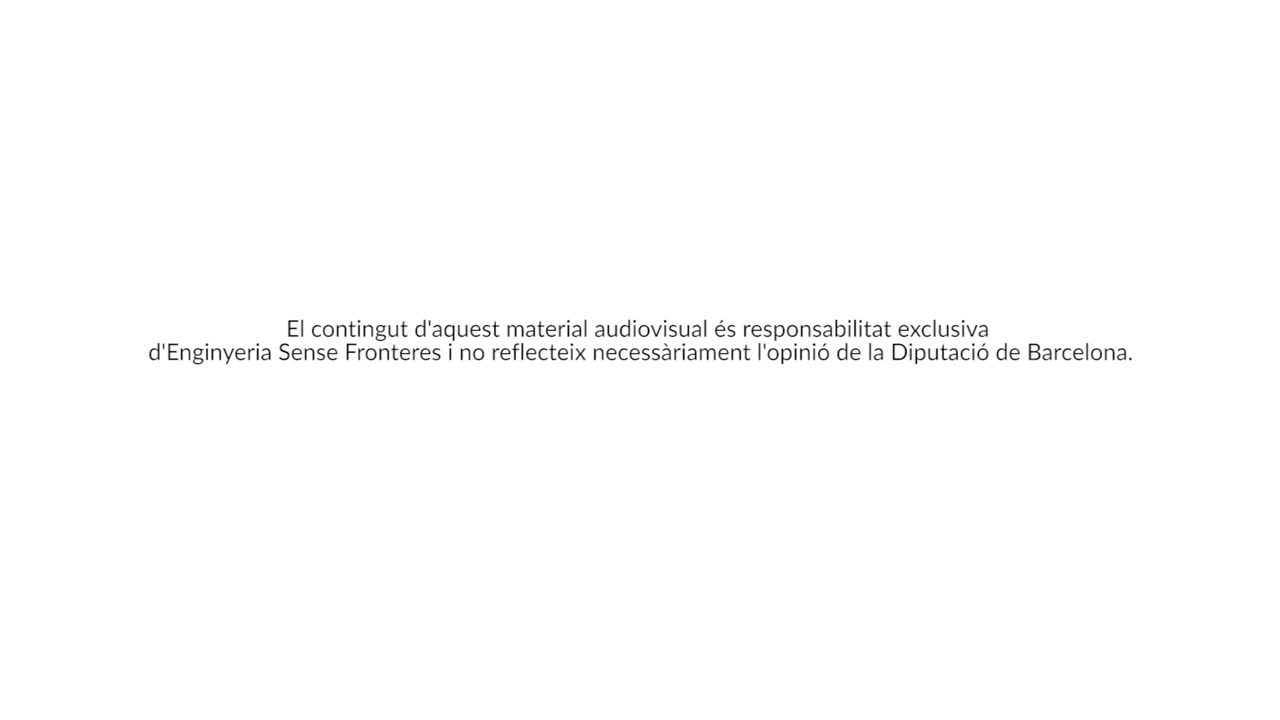 El contingut d'aquest material audiovisual és responsabilitat exclusiva
d'Enginyeria Sense Fronteres i no reflecteix necessàriament l'opinió de la Diputació de Barcelona.